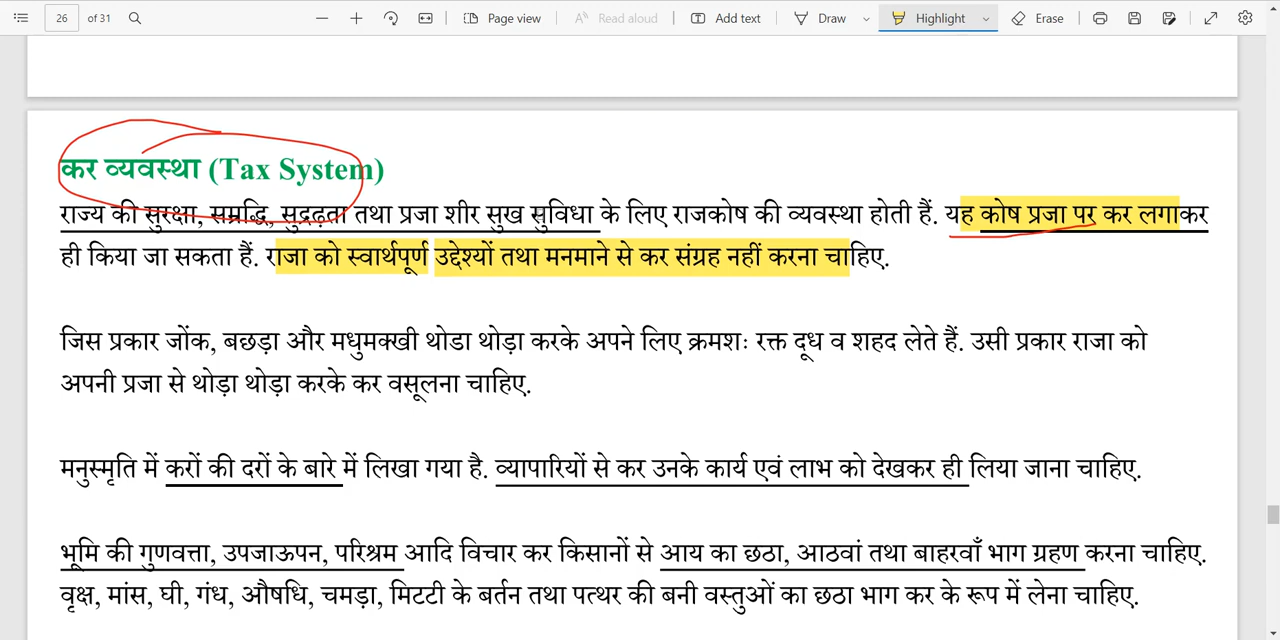 26 of 31 Page view Read aloud Add text Draw Highlight Erase
कर व्यवस्था (Tax System)
राज्य की सुरक्षा, सम्रद्धि, सुद्रढ़ता तथा प्रजा शीर सुख सुविधा के लिए राजकोष की व्यवस्था होती हैं. यह कोष प्रजा पर कर लगाकर
ही किया जा सकता हैं. राजा को स्वार्थपूर्ण उद्देश्यों तथा मनमाने से कर संग्रह नहीं करना चाहिए.
जिस प्रकार जोंक, बछड़ा और मधुमक्खी थोडा थोड़ा करके अपने लिए क्रमशः रक्त दूध व शहद लेते हैं. उसी प्रकार राजा को
अपनी प्रजा से थोड़ा थोड़ा करके कर वसूलना चाहिए.
मनुस्मृति में करों की दरों के बारे में लिखा गया है. व्यापारियों से कर उनके कार्य एवं लाभ को देखकर ही लिया जाना चाहिए.
भूमि की गुणवत्ता, उपजाऊपन, परिश्रम आदि विचार कर किसानों से आय का छठा, आठवां तथा बाहरवाँ भाग ग्रहण करना चाहिए.
वृक्ष, मांस, घी, गंध, औषधि, चमड़ा, मिटटी के बर्तन तथा पत्थर की बनी वस्तुओं का छठा भाग कर के रूप में लेना चाहिए.